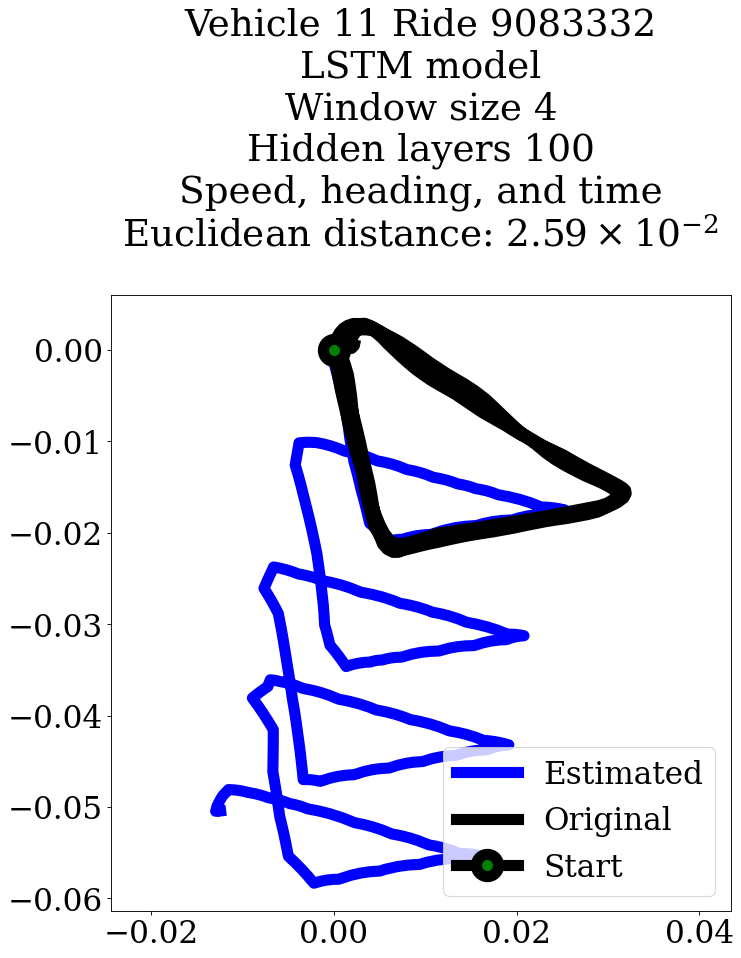 Vehicle 11 Ride 9083332
LSTM model
Window size 4
Hidden layers 100
Speed, heading, and time
Euclidean distance: 2.59 × 10⁻²
0.00
−0.01
−0.02
−0.03
−0.04
−0.05
−0.06
Estimated
Original
Start
−0.02 0.00 0.02 0.04